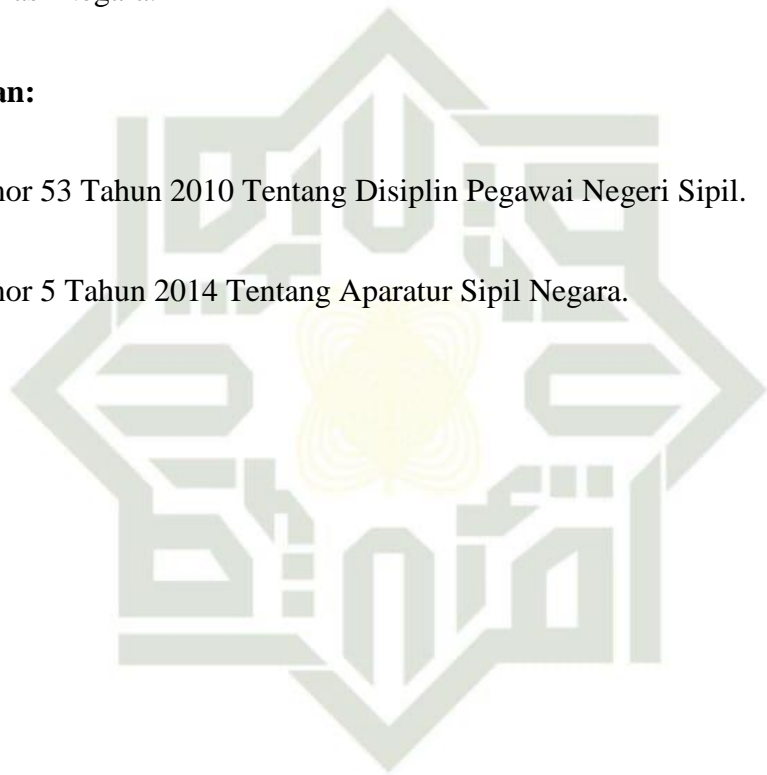 Negara.
an:
nor 53 Tahun 2010 Tentang Disiplin Pegawai Negeri Sipil.
nor 5 Tahun 2014 Tentang Aparatur Sipil Negara.